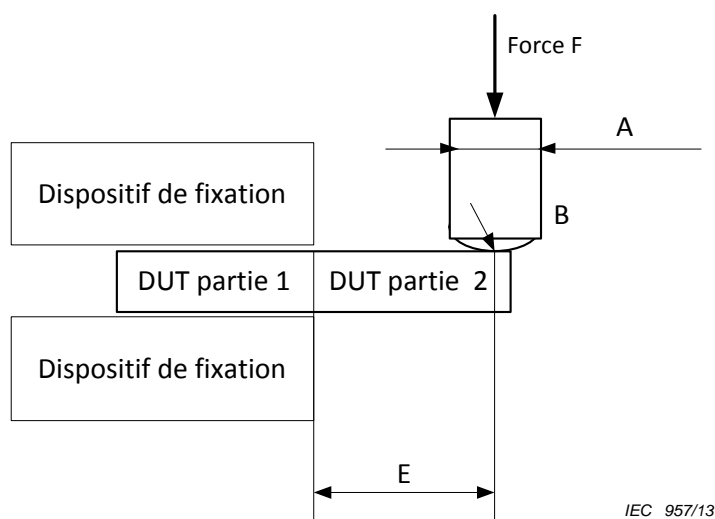 Force F
A
Dispositif de fixation
B
DUT partie 1
DUT partie 2
Dispositif de fixation
E
IEC 957/13